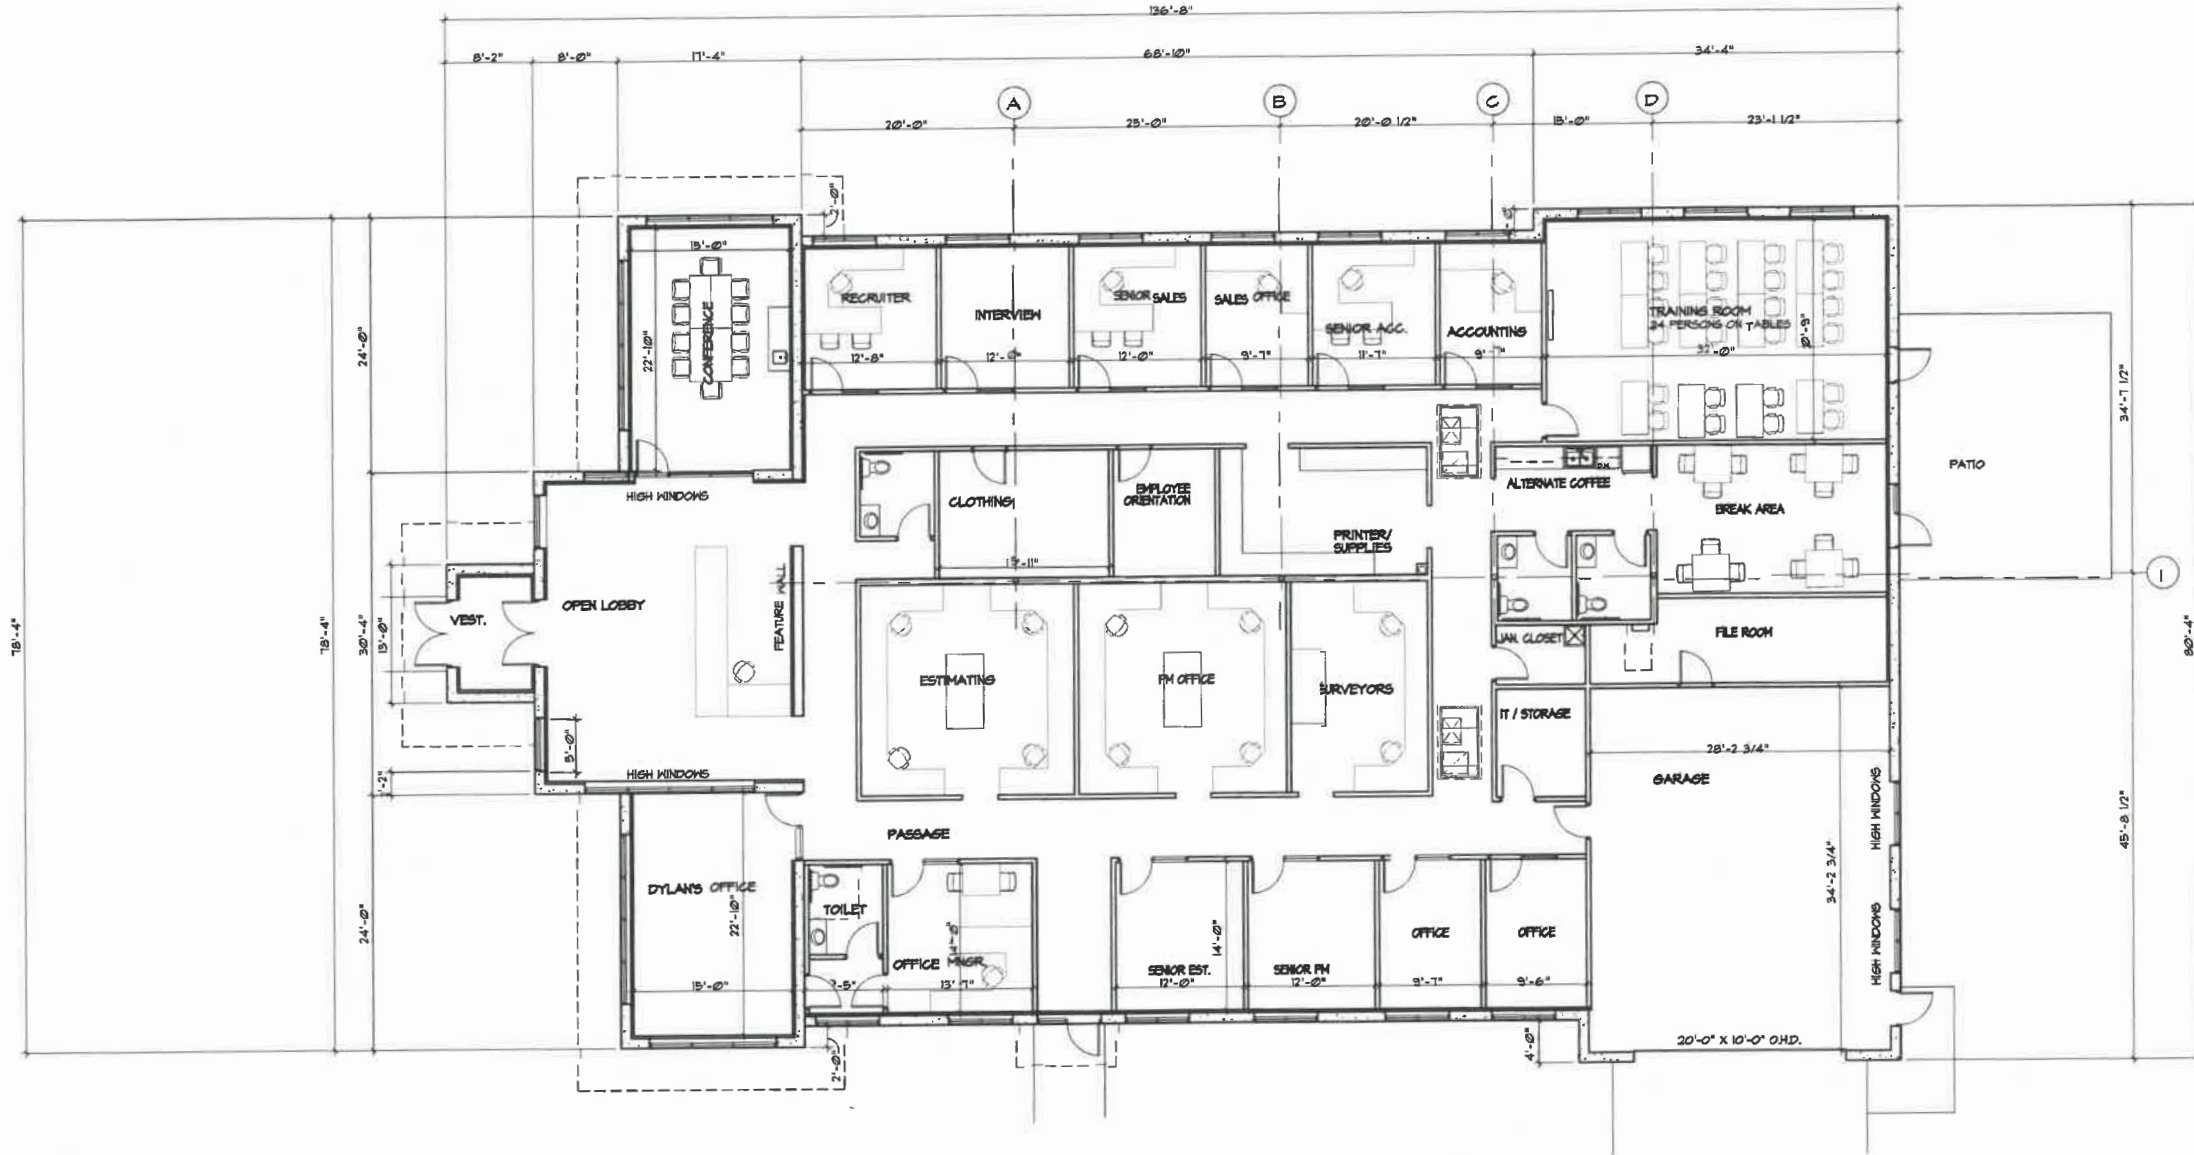 136'-8"
8'-2" 8'-0" 17'-4" 68'-10" 34'-4"
A B C D
20'-0" 25'-0" 20'-0 1/2" 15'-0" 23'-1 1/2"
15'-0"
22'-10"
CONFERENCE
RECRUITER
12'-8"
INTERVIEW
12'-0"
SENIOR SALES
12'-0"
SALES OFFICE
9'-7"
SENIOR ACC.
11'-7"
ACCOUNTING
9'-7"
TRAINING ROOM
24 PERSONS ON TABLES
32'-0"
20'-9"
24'-0"
34'-7 1/2"
PATIO
HIGH WINDOWS
CLOTHING
15'-11"
EMPLOYEE
ORIENTATION
PRINTER/
SUPPLIES
ALTERNATE COFFEE
D.W.
BREAK AREA
1
78'-4"
78'-4"
30'-4"
13'-0"
VEST.
OPEN LOBBY
FEATURE WALL
ESTIMATING
PM OFFICE
SURVEYORS
JAN. CLOSET
FILE ROOM
80'-4"
IT / STORAGE
5'-0"
HIGH WINDOWS
28'-2 3/4"
GARAGE
HIGH WINDOWS
PASSAGE
45'-8 1/2"
34'-2 3/4"
24'-0"
DYLAN'S OFFICE
22'-10"
15'-0"
TOILET
OFFICE MNGR.
14'-0"
13'-7"
SENIOR EST.
12'-0"
14'-0"
SENIOR PM
12'-0"
OFFICE
9'-7"
OFFICE
9'-6"
HIGH WINDOWS
20'-0" X 10'-0" O.H.D.
4'-0"
2'-0"